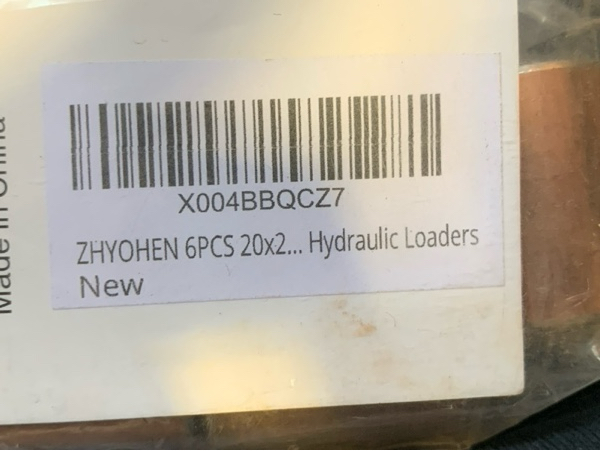 X004BBQCZ7
ZHYOHEN 6PCS 20x2... Hydraulic Loaders
New
Made in China